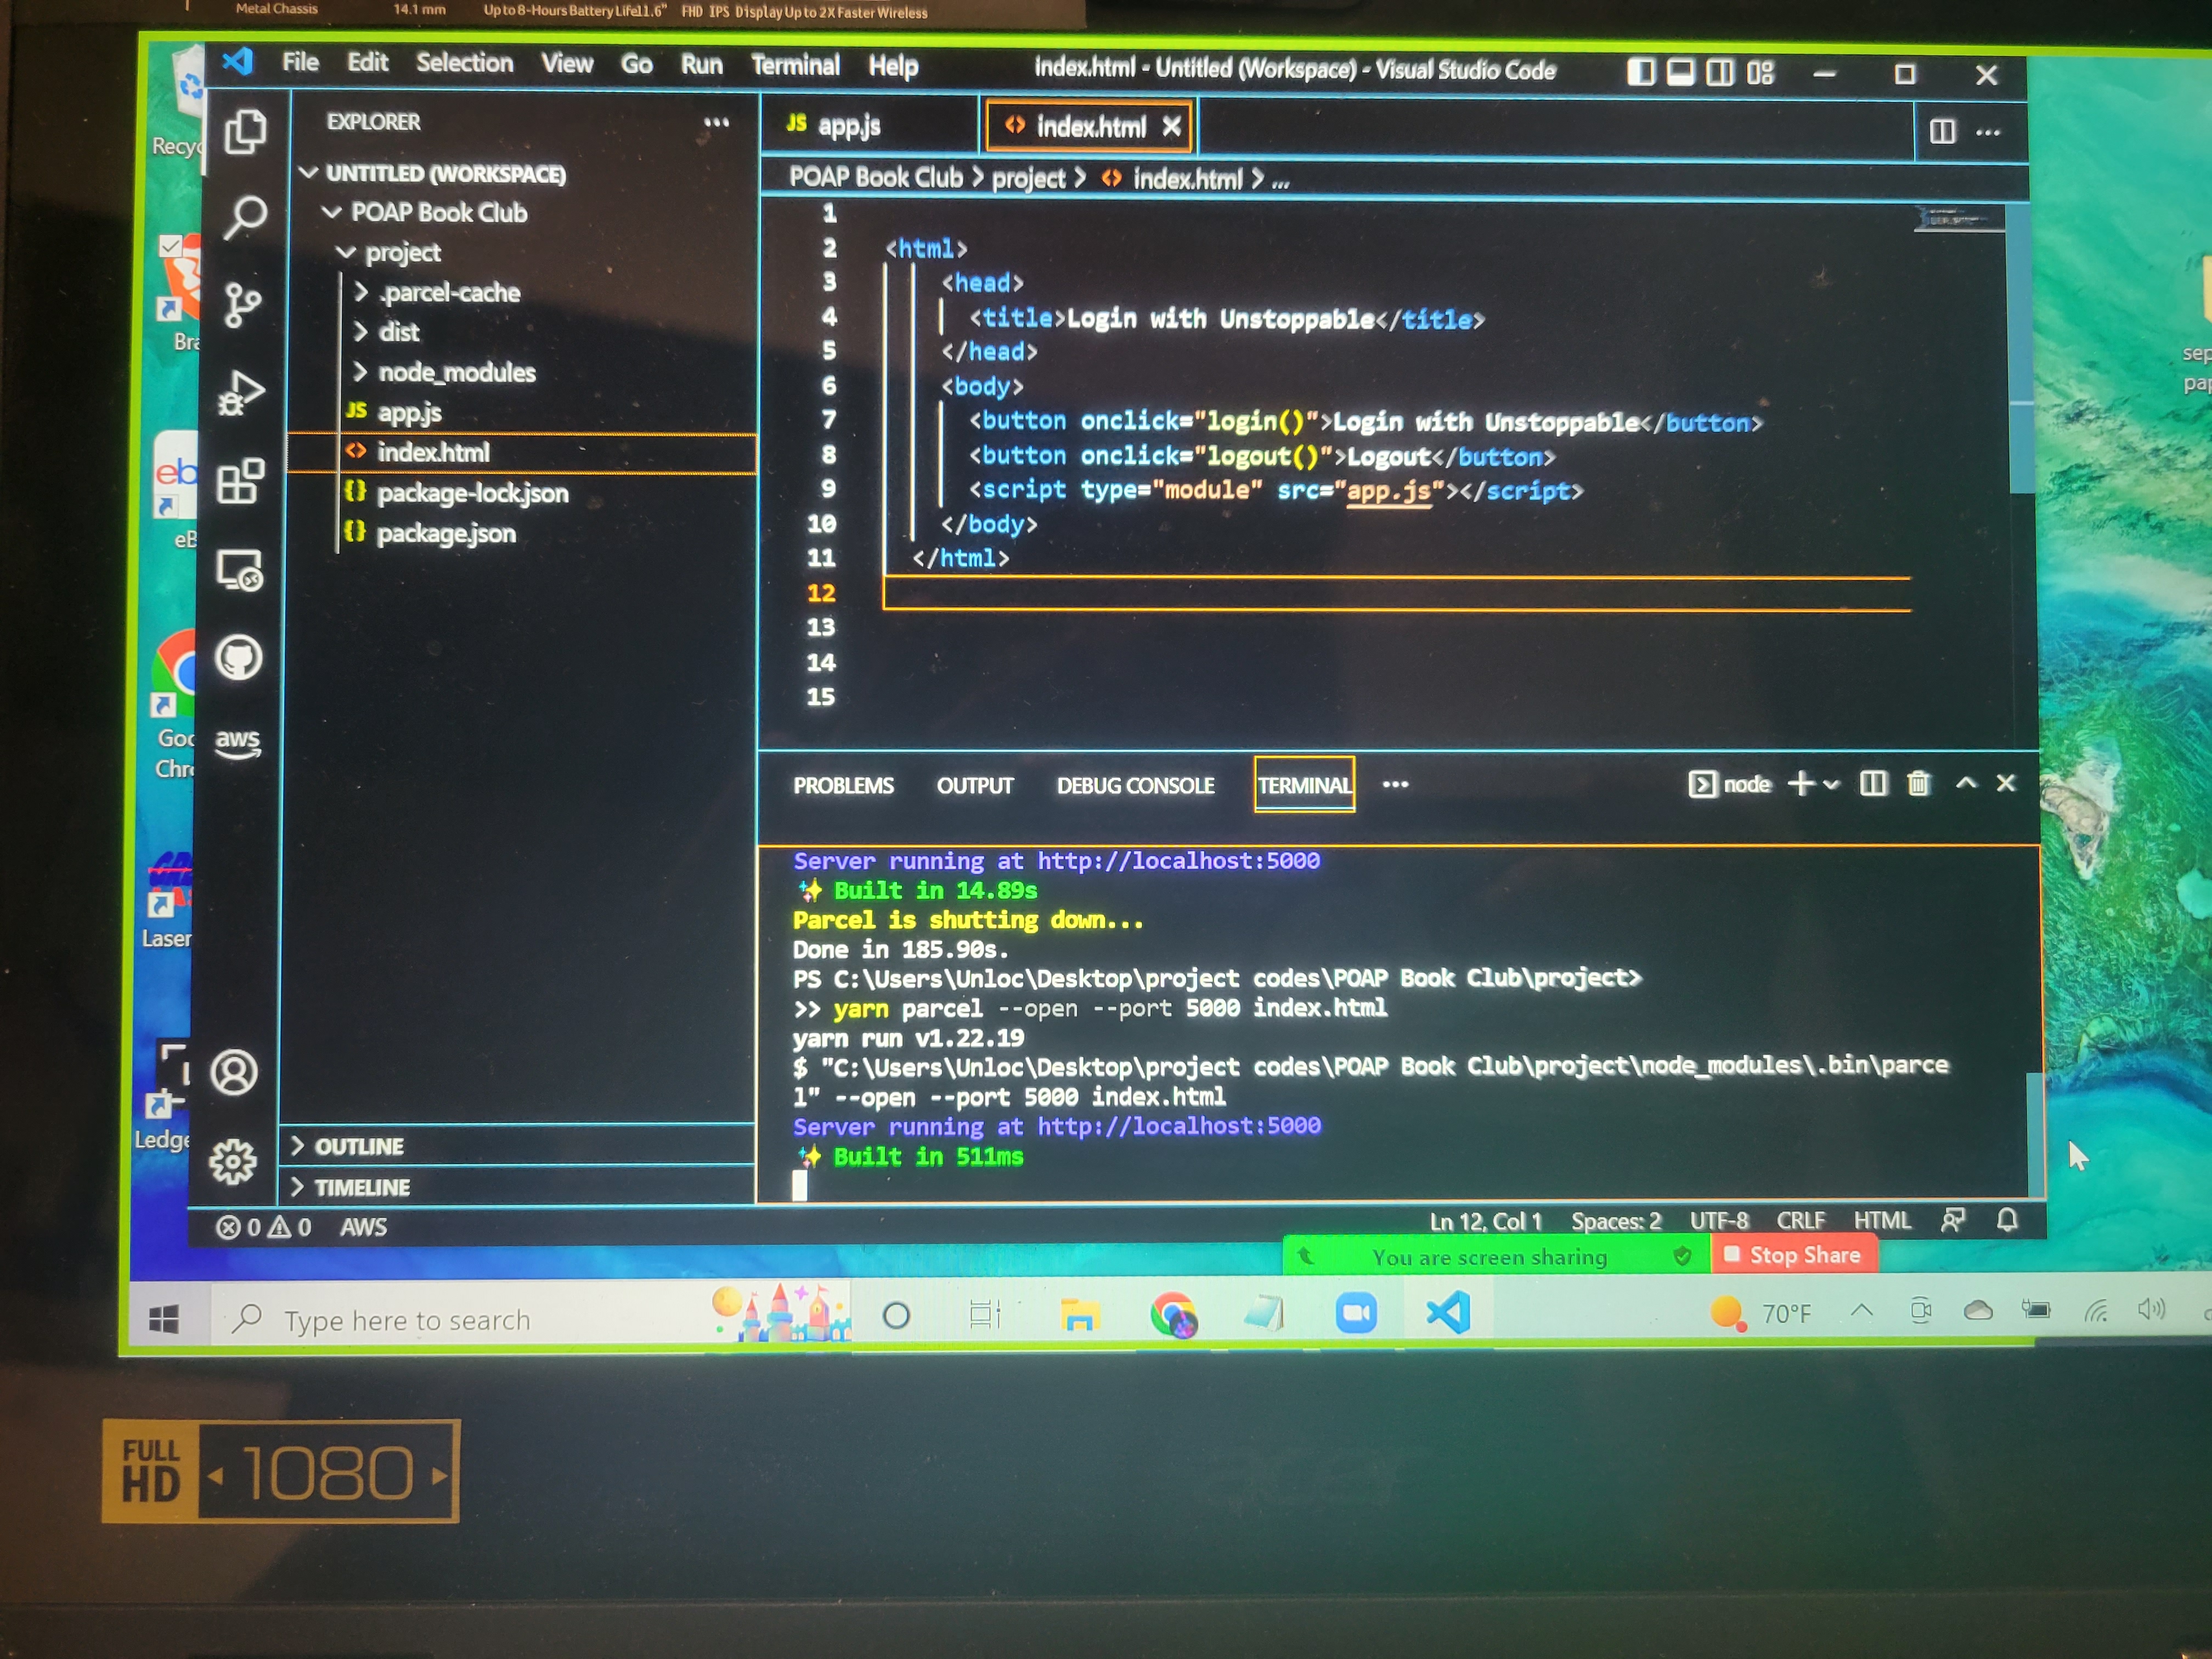 Metal Chassis 14.1 mm Up to 8-Hours Battery Life 11.6" FHD IPS Display Up to 2X Faster Wireless
File Edit Selection View Go Run Terminal Help index.html - Untitled (Workspace) - Visual Studio Code
EXPLORER ...
UNTITLED (WORKSPACE)
POAP Book Club
project
.parcel-cache
dist
node_modules
JS app.js
<> index.html
{} package-lock.json
{} package.json
OUTLINE
TIMELINE
aws
JS app.js
<> index.html
POAP Book Club > project > <> index.html > ...
1
2 <html>
3 <head>
4 <title>Login with Unstoppable</title>
5 </head>
6 <body>
7 <button onclick="login()">Login with Unstoppable</button>
8 <button onclick="logout()">Logout</button>
9 <script type="module" src="app.js"></script>
10 </body>
11 </html>
12
13
14
15
PROBLEMS OUTPUT DEBUG CONSOLE TERMINAL ... node
Server running at http://localhost:5000
✨ Built in 14.89s
Parcel is shutting down...
Done in 185.90s.
PS C:\Users\Unloc\Desktop\project codes\POAP Book Club\project>
>> yarn parcel --open --port 5000 index.html
yarn run v1.22.19
$ "C:\Users\Unloc\Desktop\project codes\POAP Book Club\project\node_modules\.bin\parce
l" --open --port 5000 index.html
Server running at http://localhost:5000
✨ Built in 511ms
0 0 AWS Ln 12, Col 1 Spaces: 2 UTF-8 CRLF HTML
You are screen sharing Stop Share
Type here to search 70°F
Recyc
Bra
eb
eB
Goo
Chro
Laser
Ledge
sep
pap
FULL HD 1080